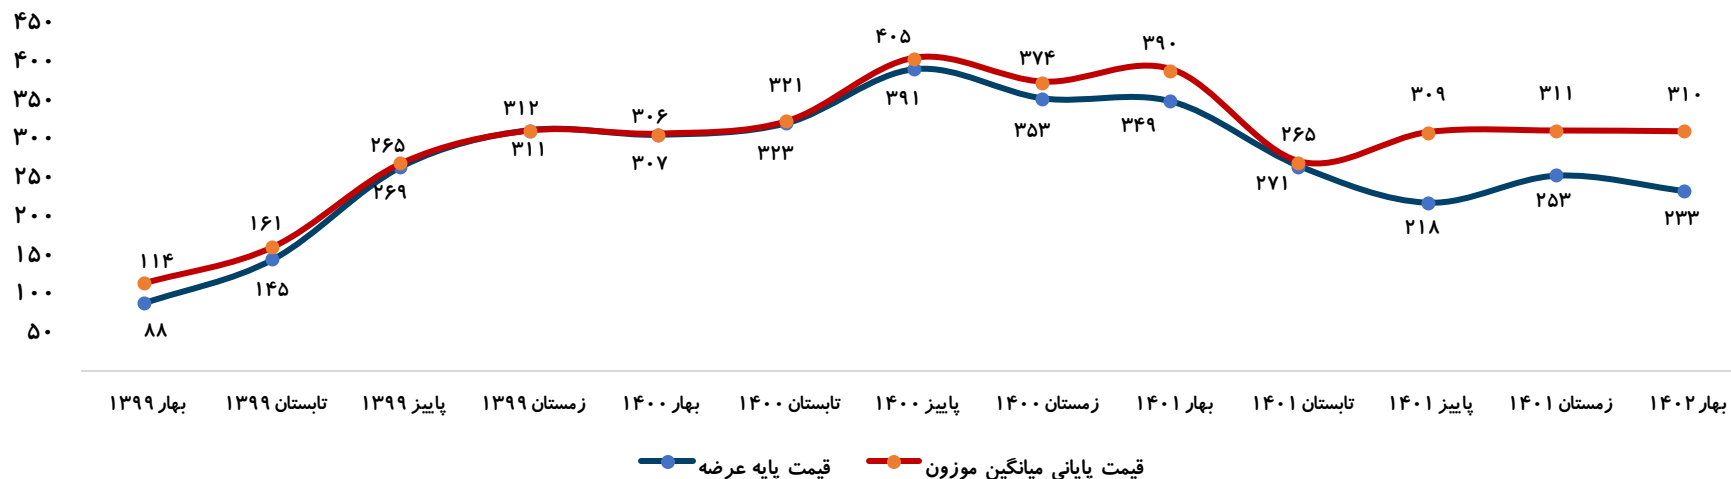 ۴۵۰
۴۰۰
۳۵۰
۳۰۰
۲۵۰
۲۰۰
۱۵۰
۱۰۰
۵۰
۱۱۴
۱۶۱
۲۶۵
۳۱۲
۳۰۶
۳۲۱
۴۰۵
۳۷۴
۳۹۰
۲۶۵
۳۰۹
۳۱۱
۳۱۰
۸۸
۱۴۵
۲۶۹
۳۱۱
۳۰۷
۳۲۳
۳۹۱
۳۵۳
۳۴۹
۲۷۱
۲۱۸
۲۵۳
۲۳۳
بهار ۱۳۹۹
تابستان ۱۳۹۹
پاییز ۱۳۹۹
زمستان ۱۳۹۹
بهار ۱۴۰۰
تابستان ۱۴۰۰
پاییز ۱۴۰۰
زمستان ۱۴۰۰
بهار ۱۴۰۱
تابستان ۱۴۰۱
پاییز ۱۴۰۱
زمستان ۱۴۰۱
بهار ۱۴۰۲
قیمت پایه عرضه
قیمت پایانی میانگین موزون